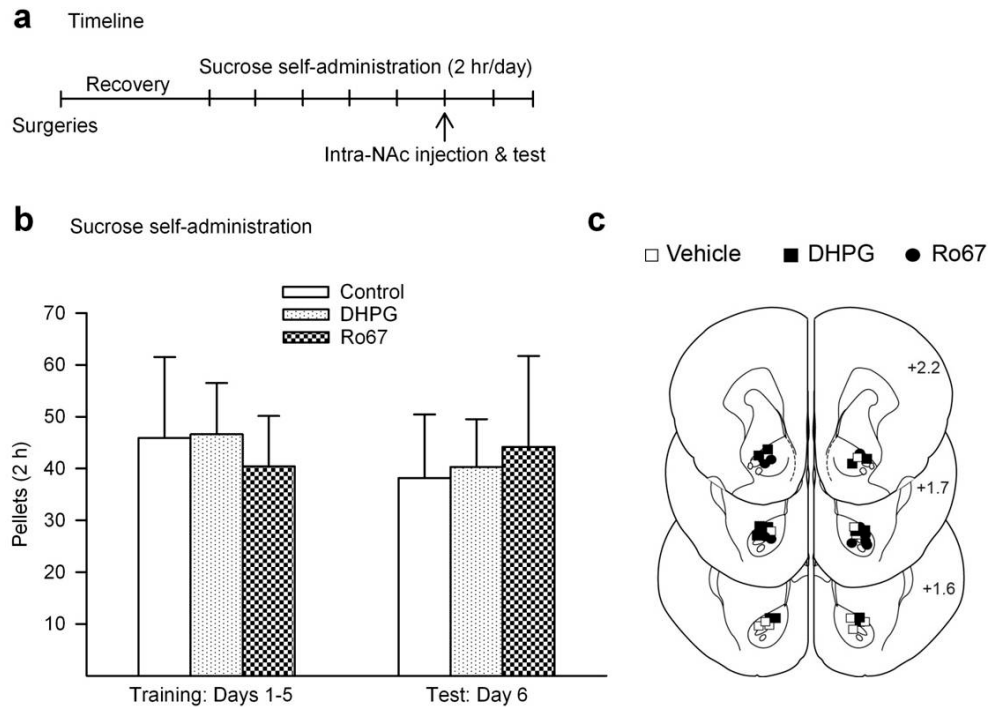 a Timeline
Sucrose self-administration (2 hr/day)
Recovery
Surgeries
Intra-NAc injection & test
b Sucrose self-administration
Control
DHPG
Ro67
70
60
50
40
30
20
10
Pellets (2 h)
Training: Days 1-5
Test: Day 6
c
Vehicle DHPG Ro67
+2.2
+1.7
+1.6